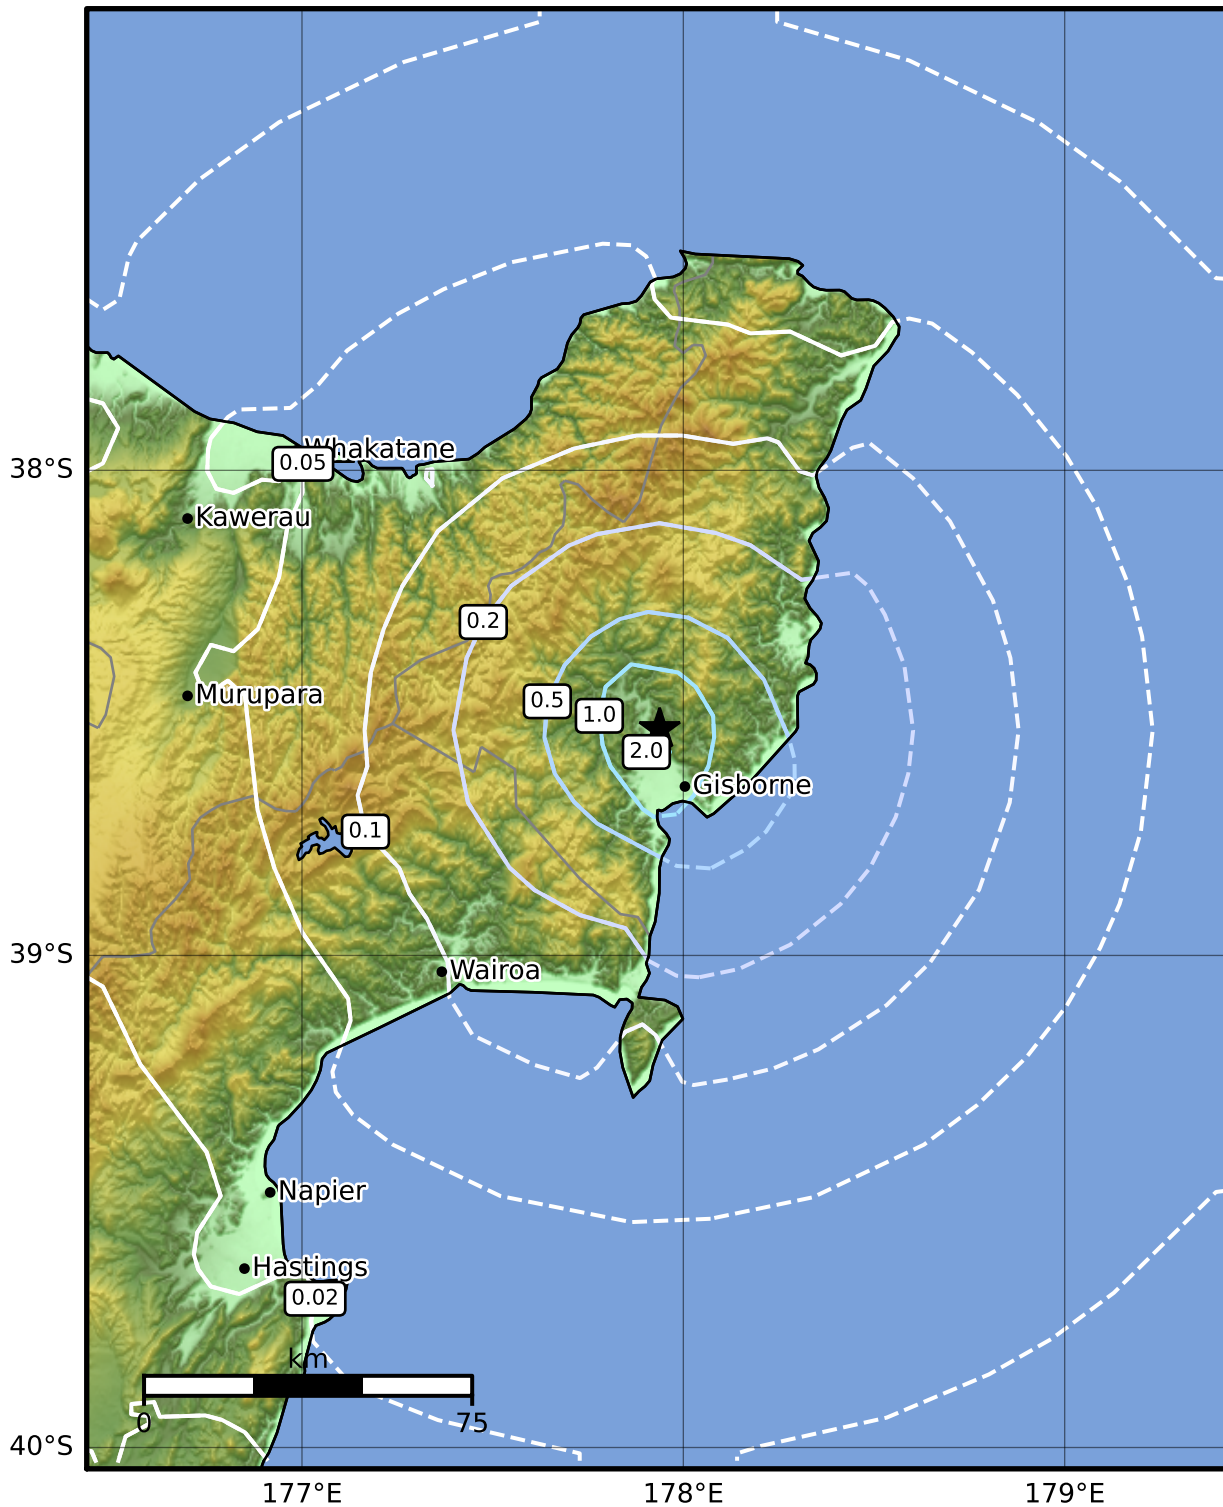 Whakatane
0.05
38°S
Kawerau
0.2
Murupara
0.5
1.0
2.0
Gisborne
0.1
39°S
Wairoa
Napier
Hastings
0.02
km
0
75
40°S
177°E
178°E
179°E